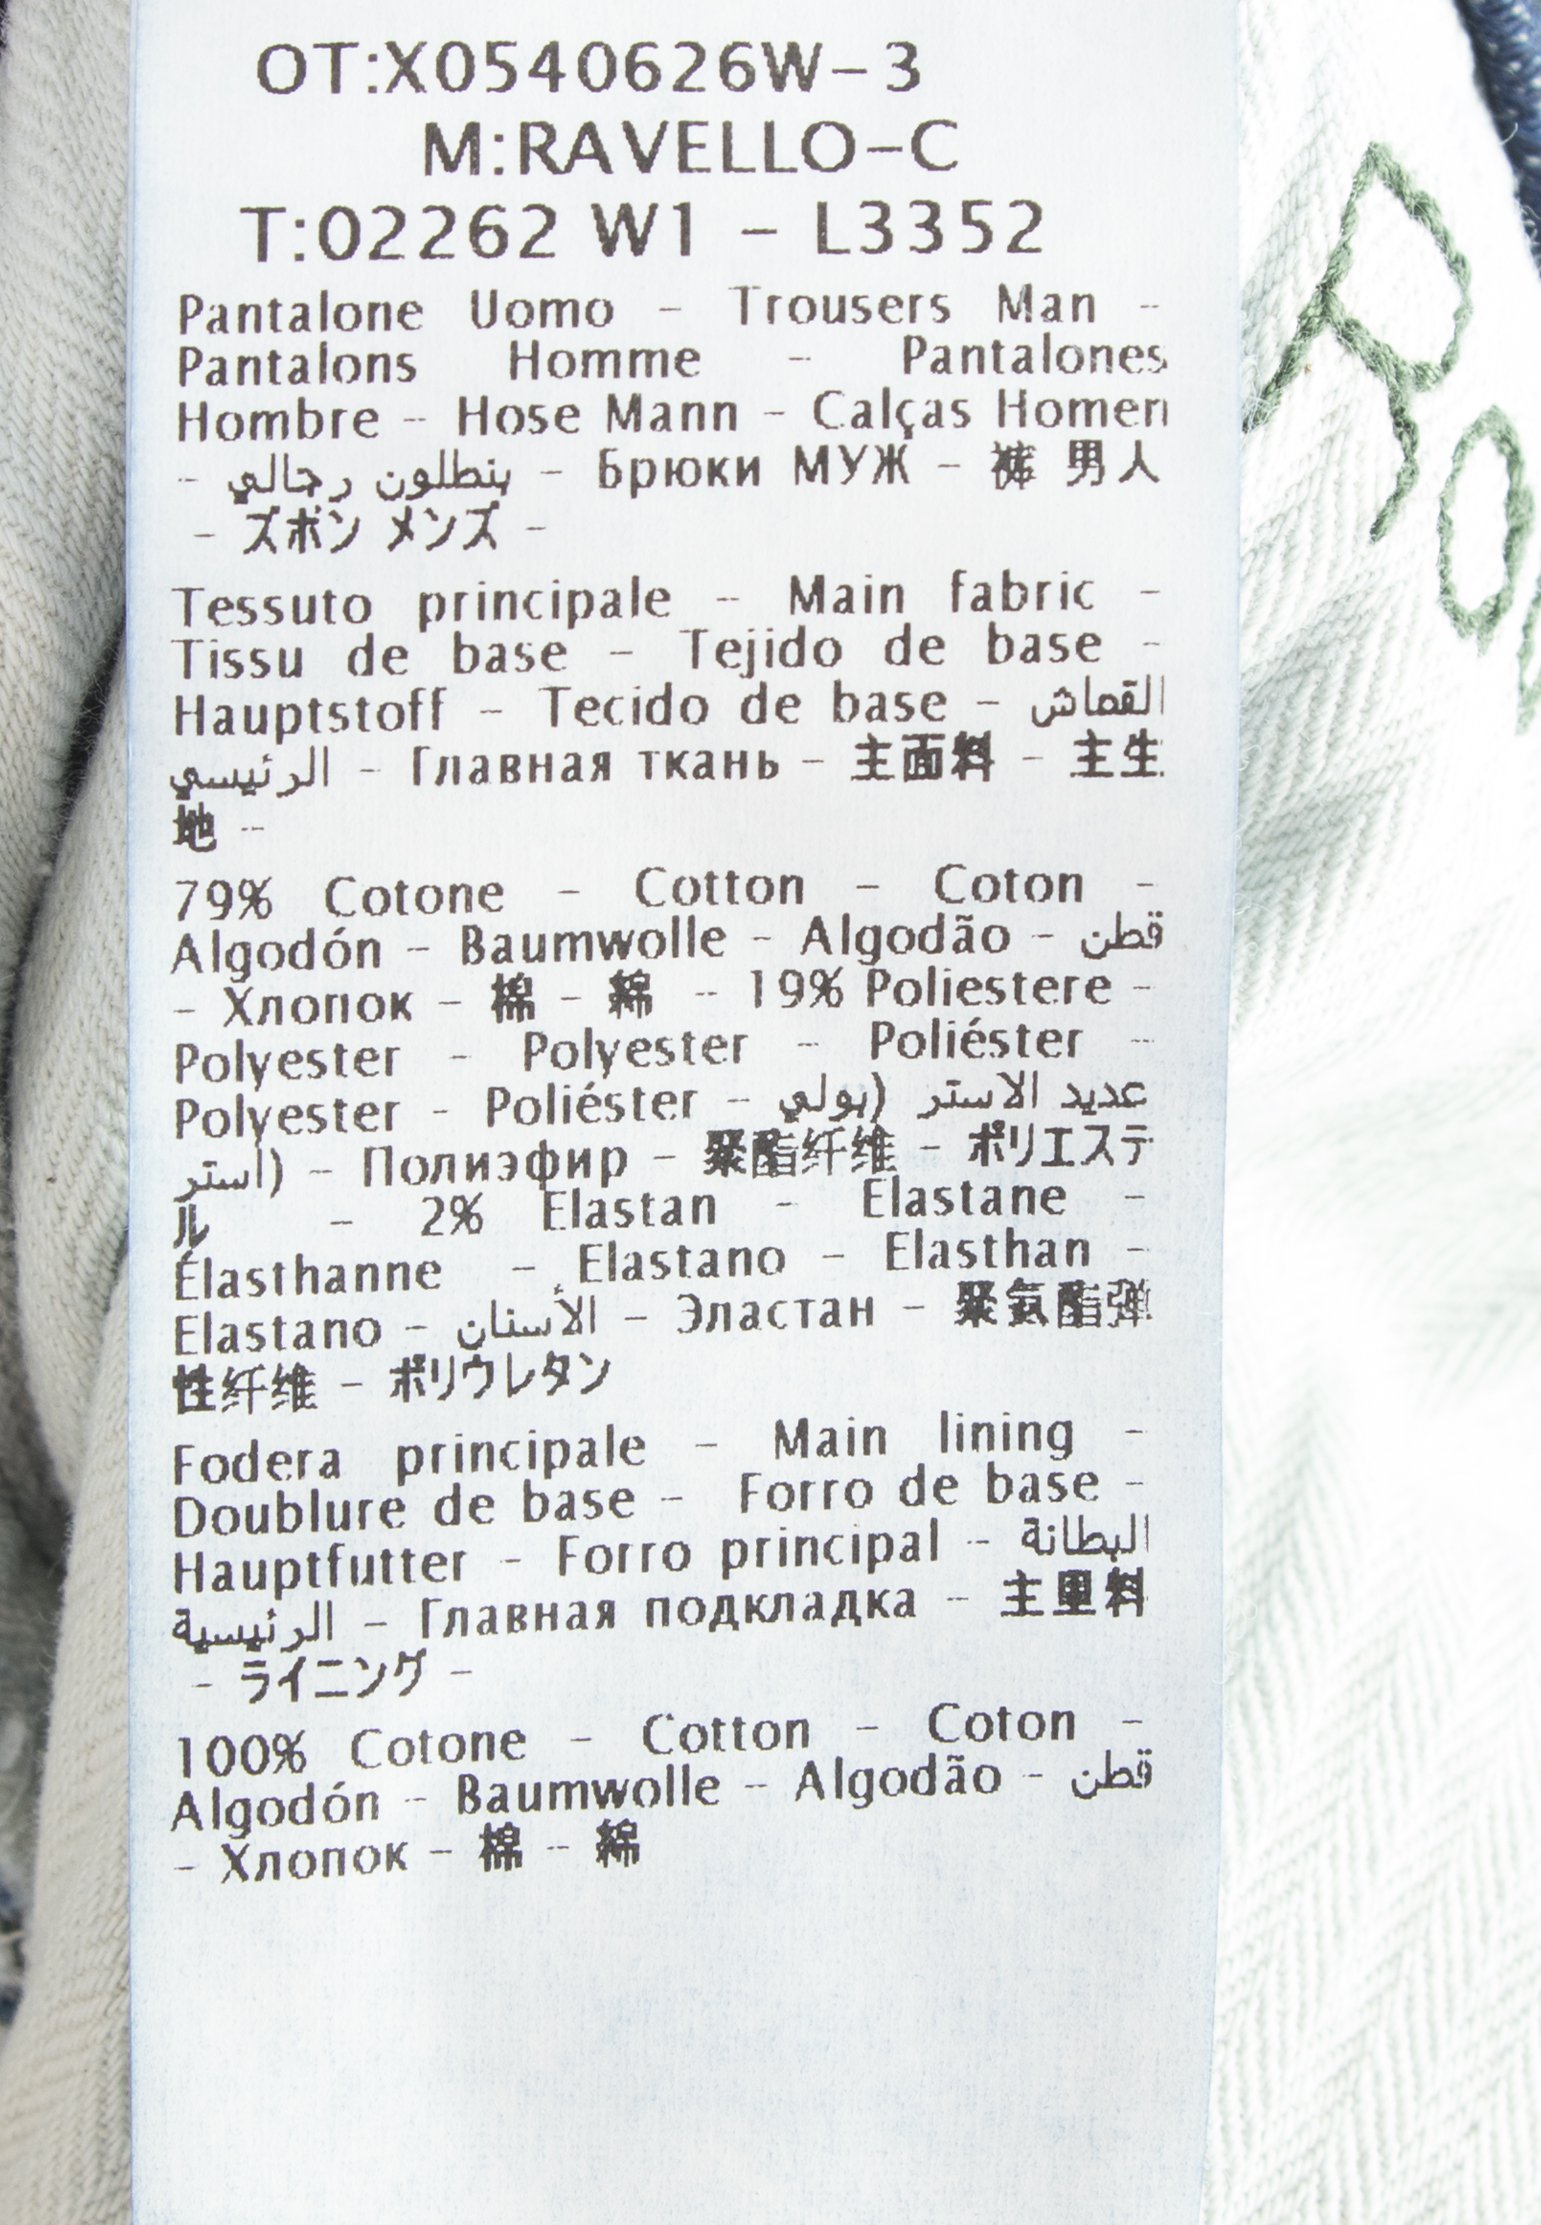 OT:X0540626W-3
M:RAVELLO-C
T:02262 W1 - L3352
Pantalone Uomo - Trousers Man -
Pantalons Homme - Pantalones
Hombre - Hose Mann - Calças Homem
- بنطلون رجالي - Брюки МУЖ - 裤 男人
- ズボン メンズ -
Tessuto principale - Main fabric -
Tissu de base - Tejido de base -
Hauptstoff - Tecido de base - القماش
الرئيسي - Главная ткань - 主面料 - 主生
地 -
79% Cotone - Cotton - Coton -
Algodón - Baumwolle - Algodão - قطن
- Хлопок - 棉 - 綿 - 19% Poliestere -
Polyester - Polyester - Poliéster -
Polyester - Poliéster - عديد الاستر (بولي
استر) - Полиэфир - 聚酯纤维 - ポリエステ
ル - 2% Elastan - Elastane -
Élasthanne - Elastano - Elasthan -
Elastano - الأسنان - Эластан - 聚氨酯弹
性纤维 - ポリウレタン
Fodera principale - Main lining -
Doublure de base - Forro de base -
Hauptfutter - Forro principal - البطانة
الرئيسية - Главная подкладка - 主里料
- ライニング -
100% Cotone - Cotton - Coton -
Algodón - Baumwolle - Algodão - قطن
- Хлопок - 棉 - 綿